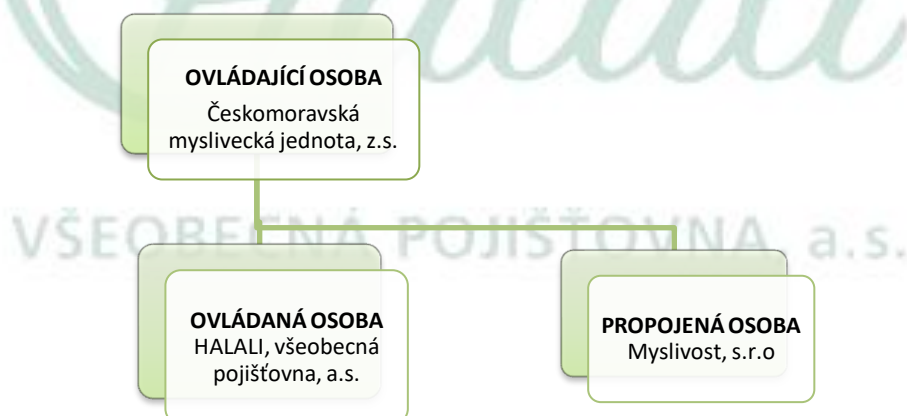 OVLÁDAJÍCÍ OSOBA
Českomoravská
myslivecká jednota, z.s.
VŠEOBECNÁ POJIŠŤOVNA, a.s.
OVLÁDANÁ OSOBA
HALALI, všeobecná
pojišťovna, a.s.
PROPOJENÁ OSOBA
Myslivost, s.r.o